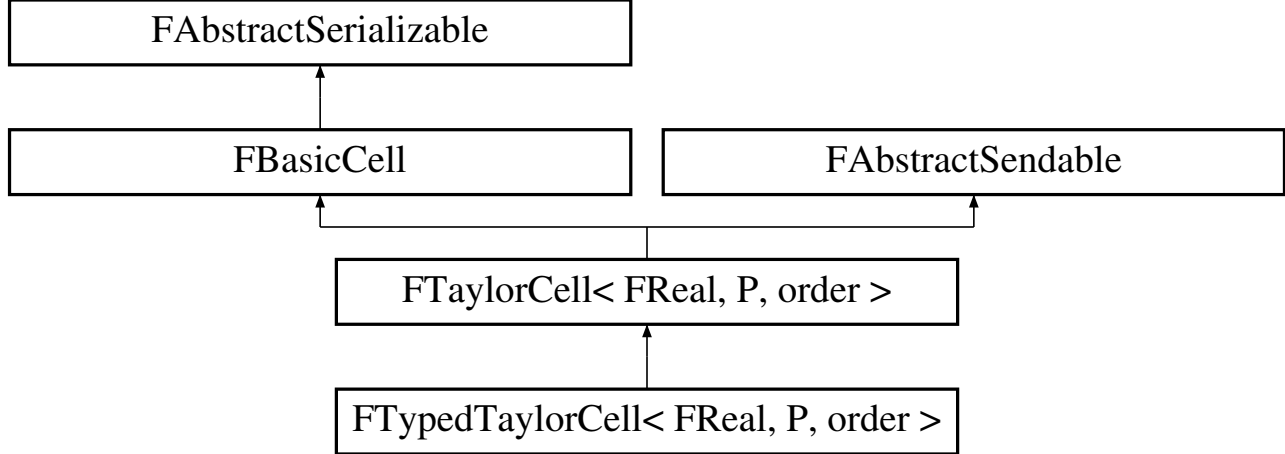 FAbstractSerializable
FBasicCell
FAbstractSendable
FTaylorCell< FReal, P, order >
FTypedTaylorCell< FReal, P, order >